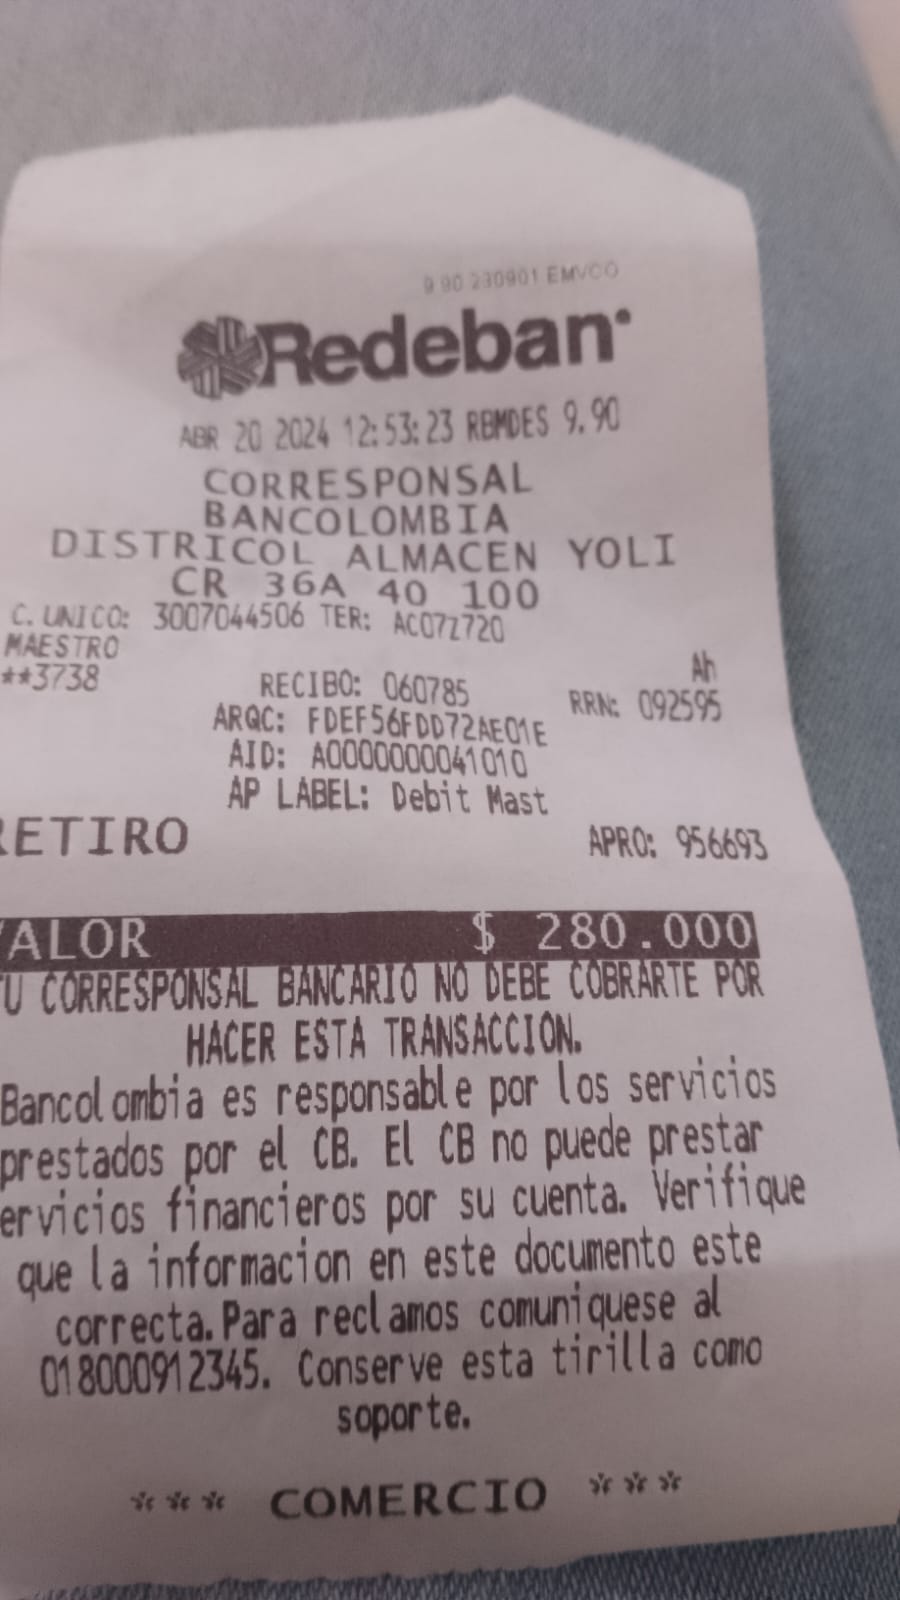 9 90 230901 EMVCO
Redeban
ABR 20 2024 12:53:23 RBMDES 9.90
CORRESPONSAL
BANCOLOMBIA
DISTRICOL ALMACEN YOLI
CR 36A 40 100
C. UNICO: 3007044506 TER: AC07Z720
MAESTRO Ah
**3738 RECIBO: 060785 RRN: 092595
ARQC: FDEF56FDD72AE01E
AID: A0000000041010
AP LABEL: Debit Mast
RETIRO APRO: 956693
VALOR $ 280.000
TU CORRESPONSAL BANCARIO NO DEBE COBRARTE POR
HACER ESTA TRANSACCION.
Bancolombia es responsable por los servicios
prestados por el CB. El CB no puede prestar
servicios financieros por su cuenta. Verifique
que la informacion en este documento este
correcta.Para reclamos comuniquese al
018000912345. Conserve esta tirilla como
soporte.
*** COMERCIO ***